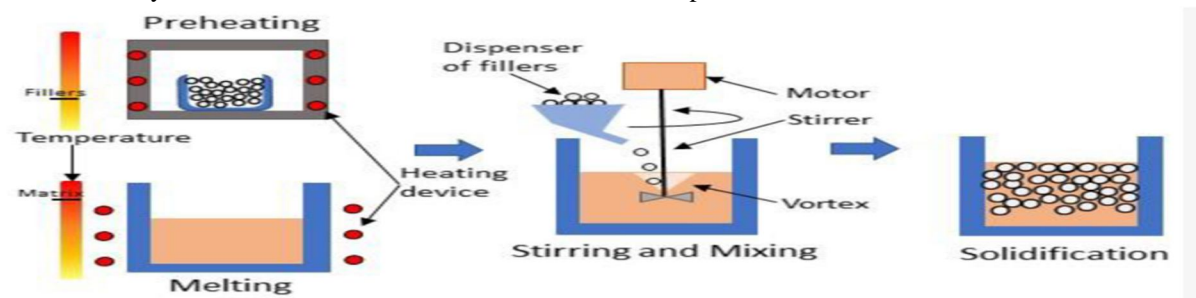 Preheating
Fillers
Temperature
Matrix
Heating
device
Melting
Dispenser
of fillers
Motor
Stirrer
Vortex
Stirring and Mixing
Solidification